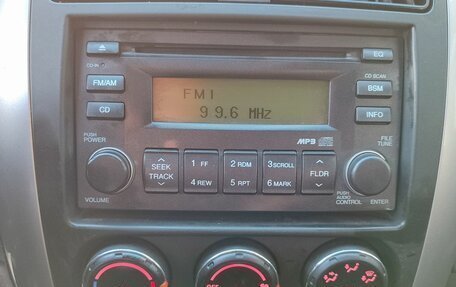 EQ
CD-IN
CD SCAN
FM/AM
FM1
BSM
99.6 MHz
CD
INFO
MP3
PUSH
POWER
FILE
TUNE
SEEK
TRACK
1 FF
2 RDM
3 SCROLL
FLDR
4 REW
5 RPT
6 MARK
PUSH
AUDIO
CONTROL
VOLUME
ENTER
OFF